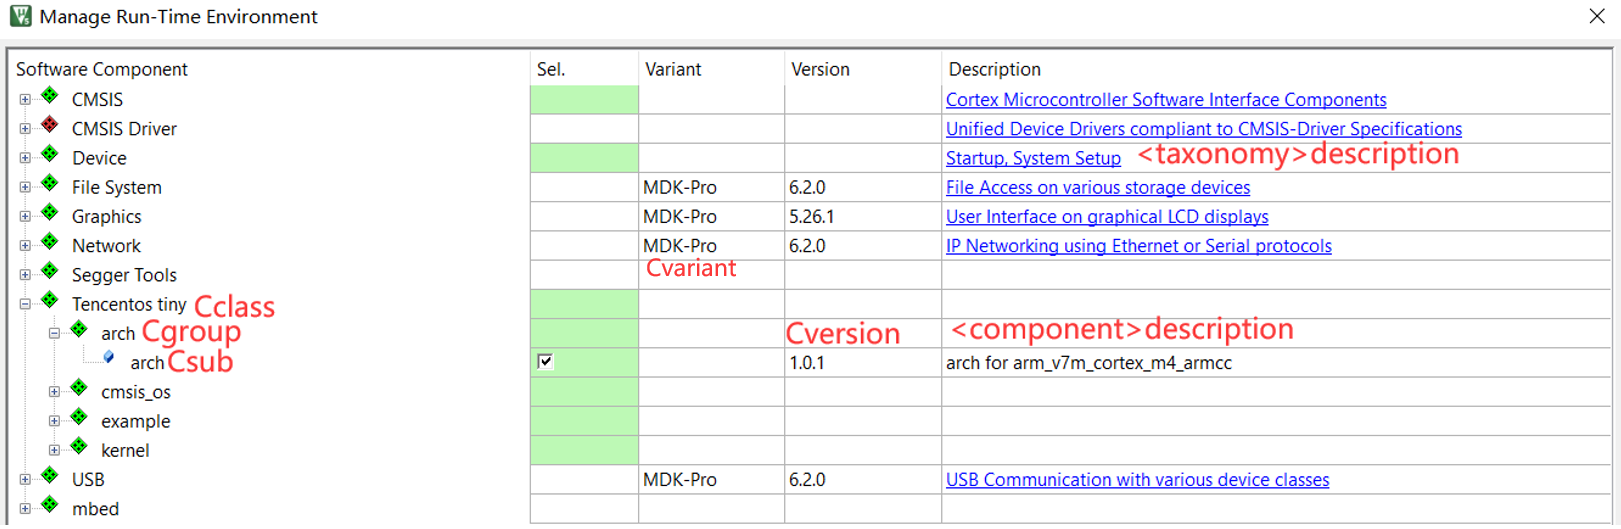 Manage Run-Time Environment
Software Component Sel. Variant Version Description
CMSIS Cortex Microcontroller Software Interface Components
CMSIS Driver Unified Device Drivers compliant to CMSIS-Driver Specifications
Device Startup, System Setup <taxonomy>description
File System MDK-Pro 6.2.0 File Access on various storage devices
Graphics MDK-Pro 5.26.1 User Interface on graphical LCD displays
Network MDK-Pro 6.2.0 IP Networking using Ethernet or Serial protocols
Segger Tools Cvariant
Tencentos tiny Cclass
arch Cgroup Cversion <component>description
arch Csub 1.0.1 arch for arm_v7m_cortex_m4_armcc
cmsis_os
example
kernel
USB MDK-Pro 6.2.0 USB Communication with various device classes
mbed